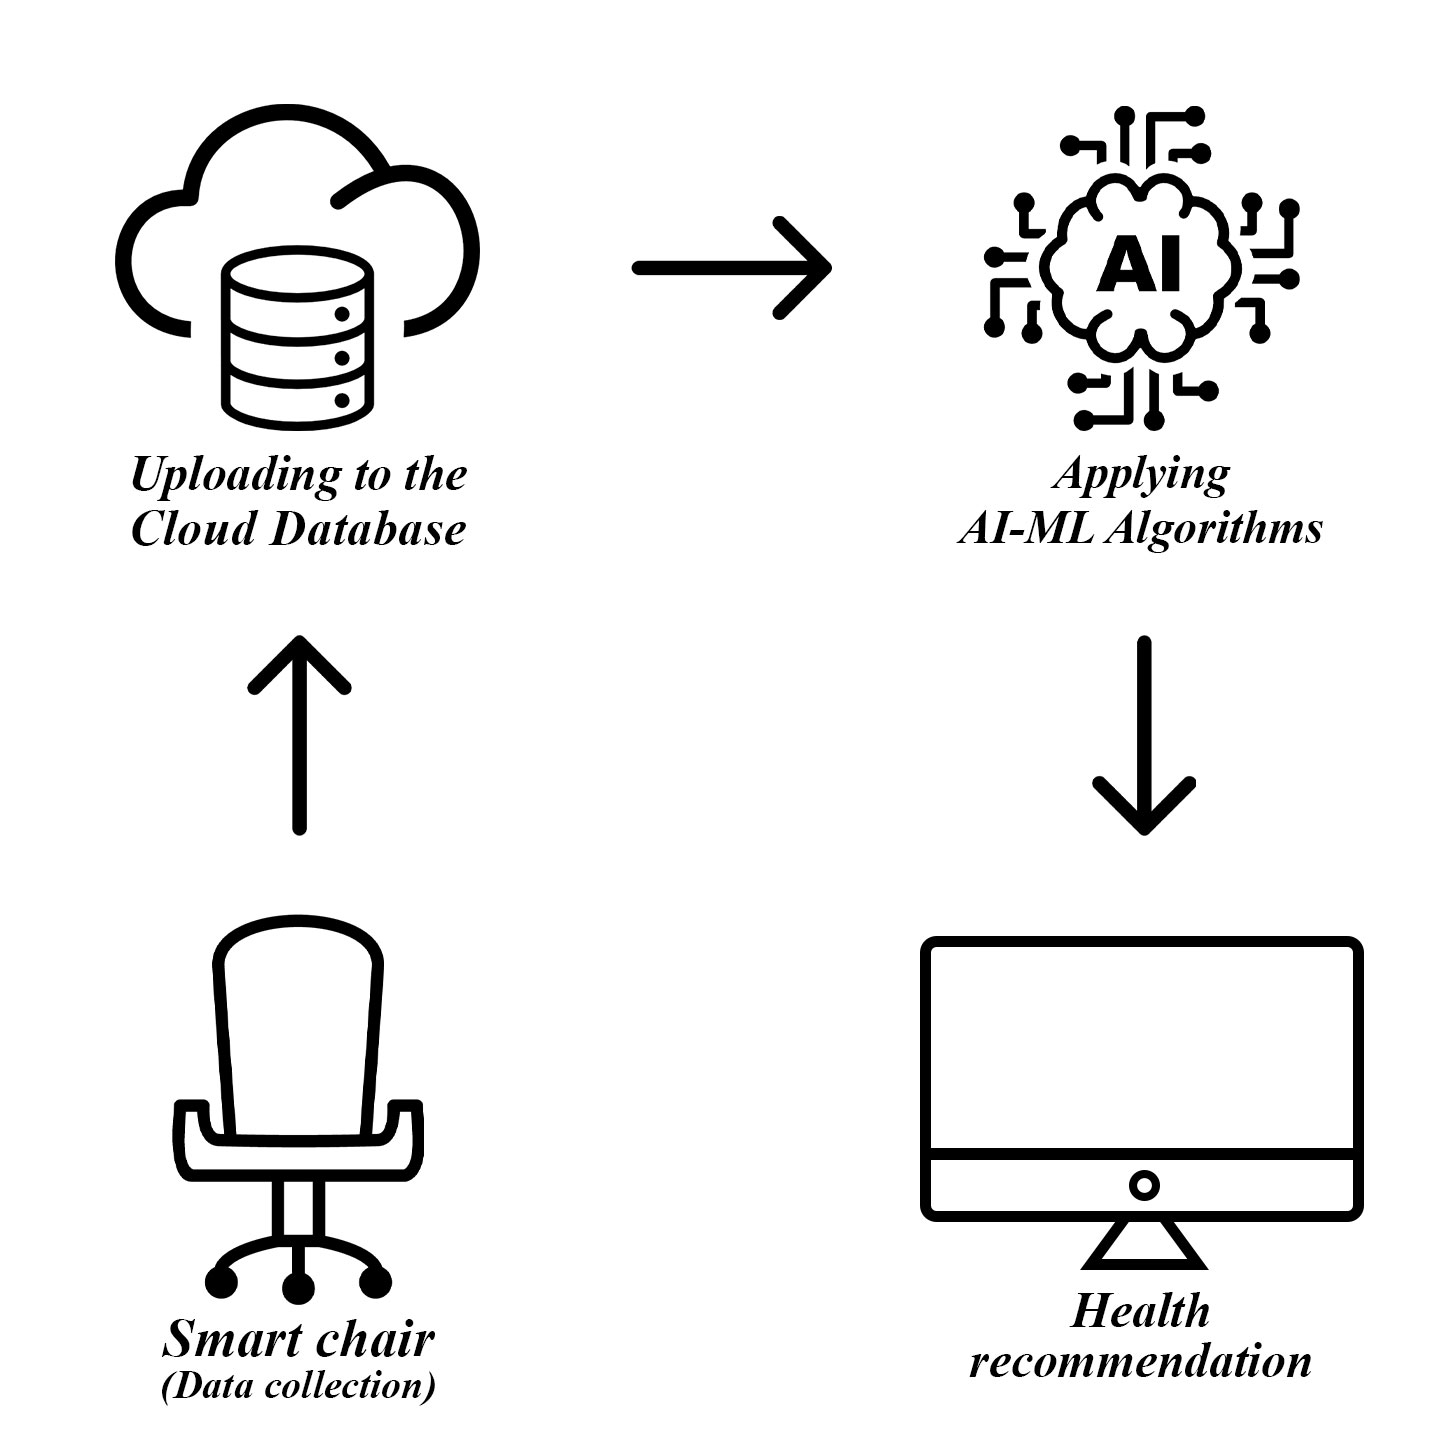 AI
Uploading to the
Cloud Database
Applying
AI-ML Algorithms
Smart chair
(Data collection)
Health
recommendation